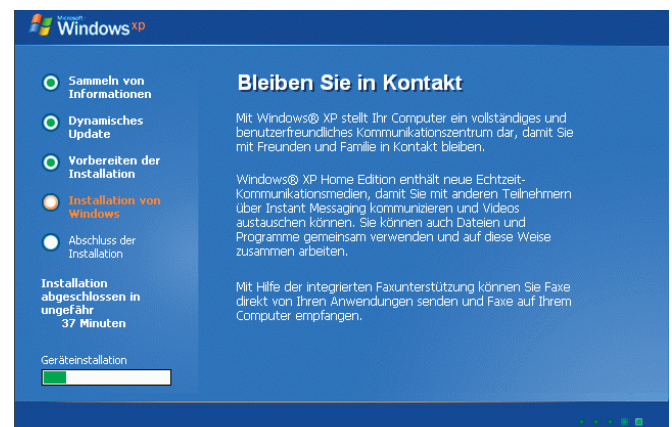 Microsoft
Windows xp
Sammeln von
Informationen
Dynamisches
Update
Vorbereiten der
Installation
Installation von
Windows
Abschluss der
Installation
Installation
abgeschlossen in
ungefähr
37 Minuten
Geräteinstallation
Bleiben Sie in Kontakt
Mit Windows® XP stellt Ihr Computer ein vollständiges und
benutzerfreundliches Kommunikationszentrum dar, damit Sie
mit Freunden und Familie in Kontakt bleiben.
Windows® XP Home Edition enthält neue Echtzeit-
Kommunikationsmedien, damit Sie mit anderen Teilnehmern
über Instant Messaging kommunizieren und Videos
austauschen können. Sie können auch Dateien und
Programme gemeinsam verwenden und auf diese Weise
zusammen arbeiten.
Mit Hilfe der integrierten Faxunterstützung können Sie Faxe
direkt von Ihren Anwendungen senden und Faxe auf Ihrem
Computer empfangen.